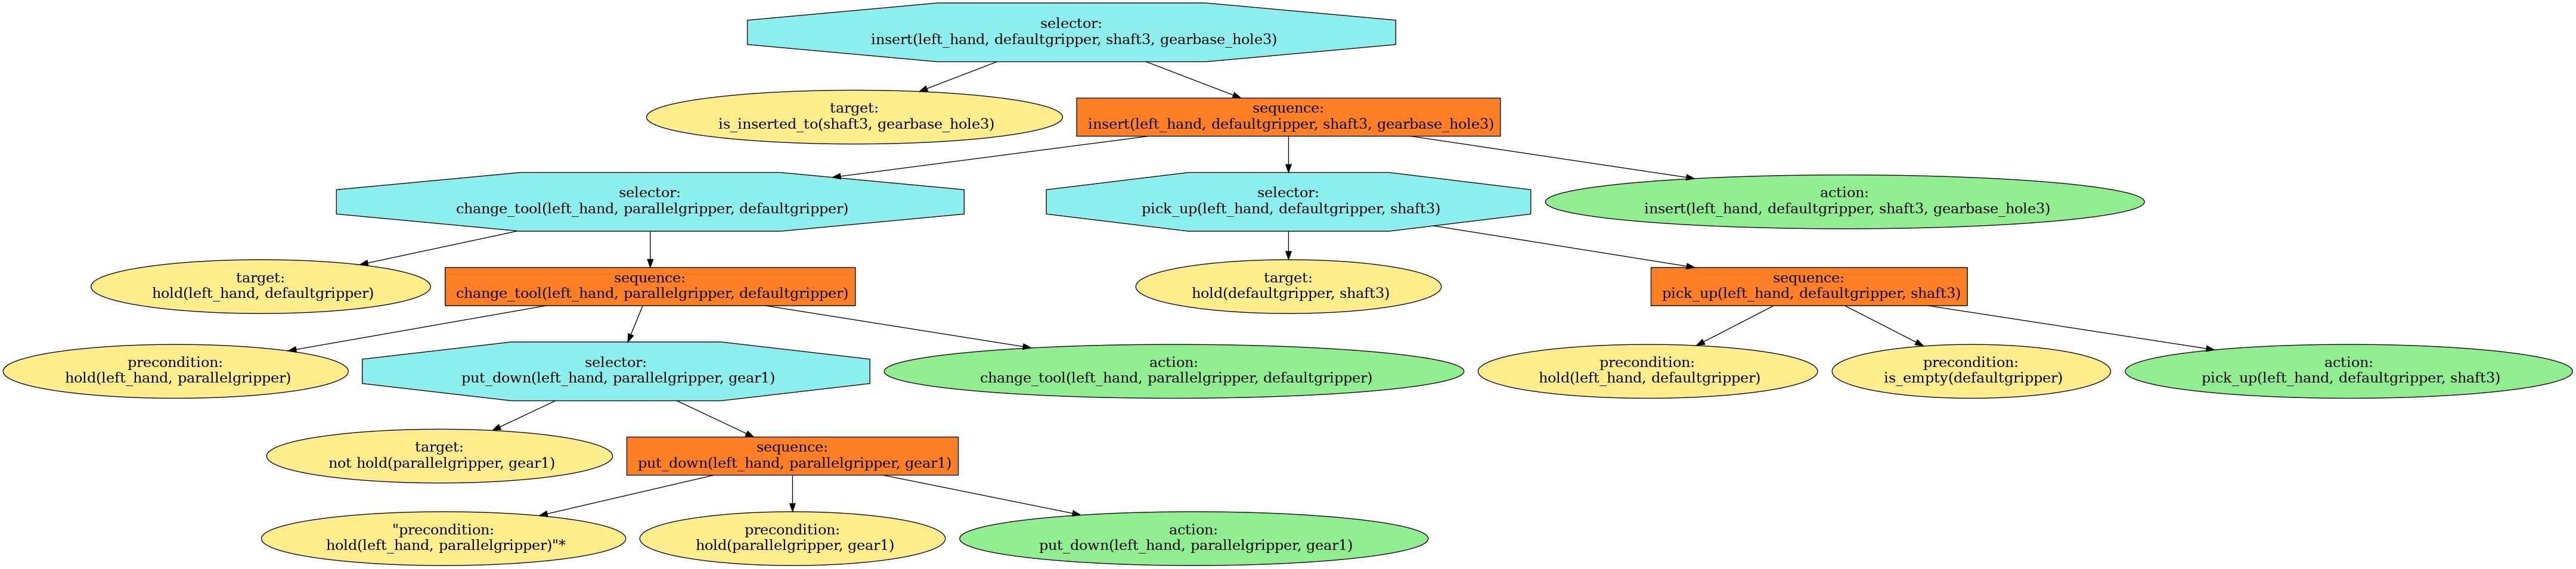 selector:
insert(left_hand, defaultgripper, shaft3, gearbase_hole3)
target:
is_inserted_to(shaft3, gearbase_hole3)
sequence:
insert(left_hand, defaultgripper, shaft3, gearbase_hole3)
selector:
change_tool(left_hand, parallelgripper, defaultgripper)
selector:
pick_up(left_hand, defaultgripper, shaft3)
action:
insert(left_hand, defaultgripper, shaft3, gearbase_hole3)
target:
hold(left_hand, defaultgripper)
sequence:
change_tool(left_hand, parallelgripper, defaultgripper)
target:
hold(defaultgripper, shaft3)
sequence:
pick_up(left_hand, defaultgripper, shaft3)
precondition:
hold(left_hand, parallelgripper)
selector:
put_down(left_hand, parallelgripper, gear1)
action:
change_tool(left_hand, parallelgripper, defaultgripper)
precondition:
hold(left_hand, defaultgripper)
precondition:
is_empty(defaultgripper)
action:
pick_up(left_hand, defaultgripper, shaft3)
target:
not hold(parallelgripper, gear1)
sequence:
put_down(left_hand, parallelgripper, gear1)
"precondition:
hold(left_hand, parallelgripper)"*
precondition:
hold(parallelgripper, gear1)
action:
put_down(left_hand, parallelgripper, gear1)